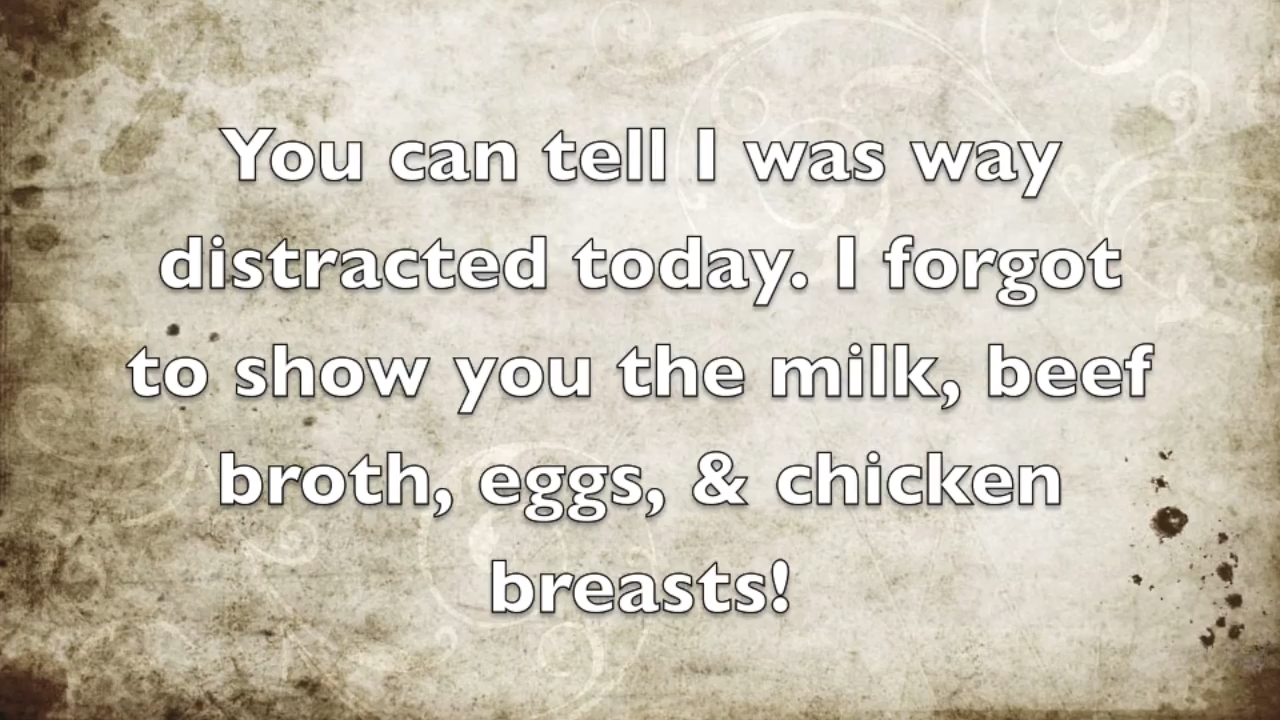 You can tell I was way
distracted today. I forgot
to show you the milk, beef
broth, eggs, & chicken
breasts!